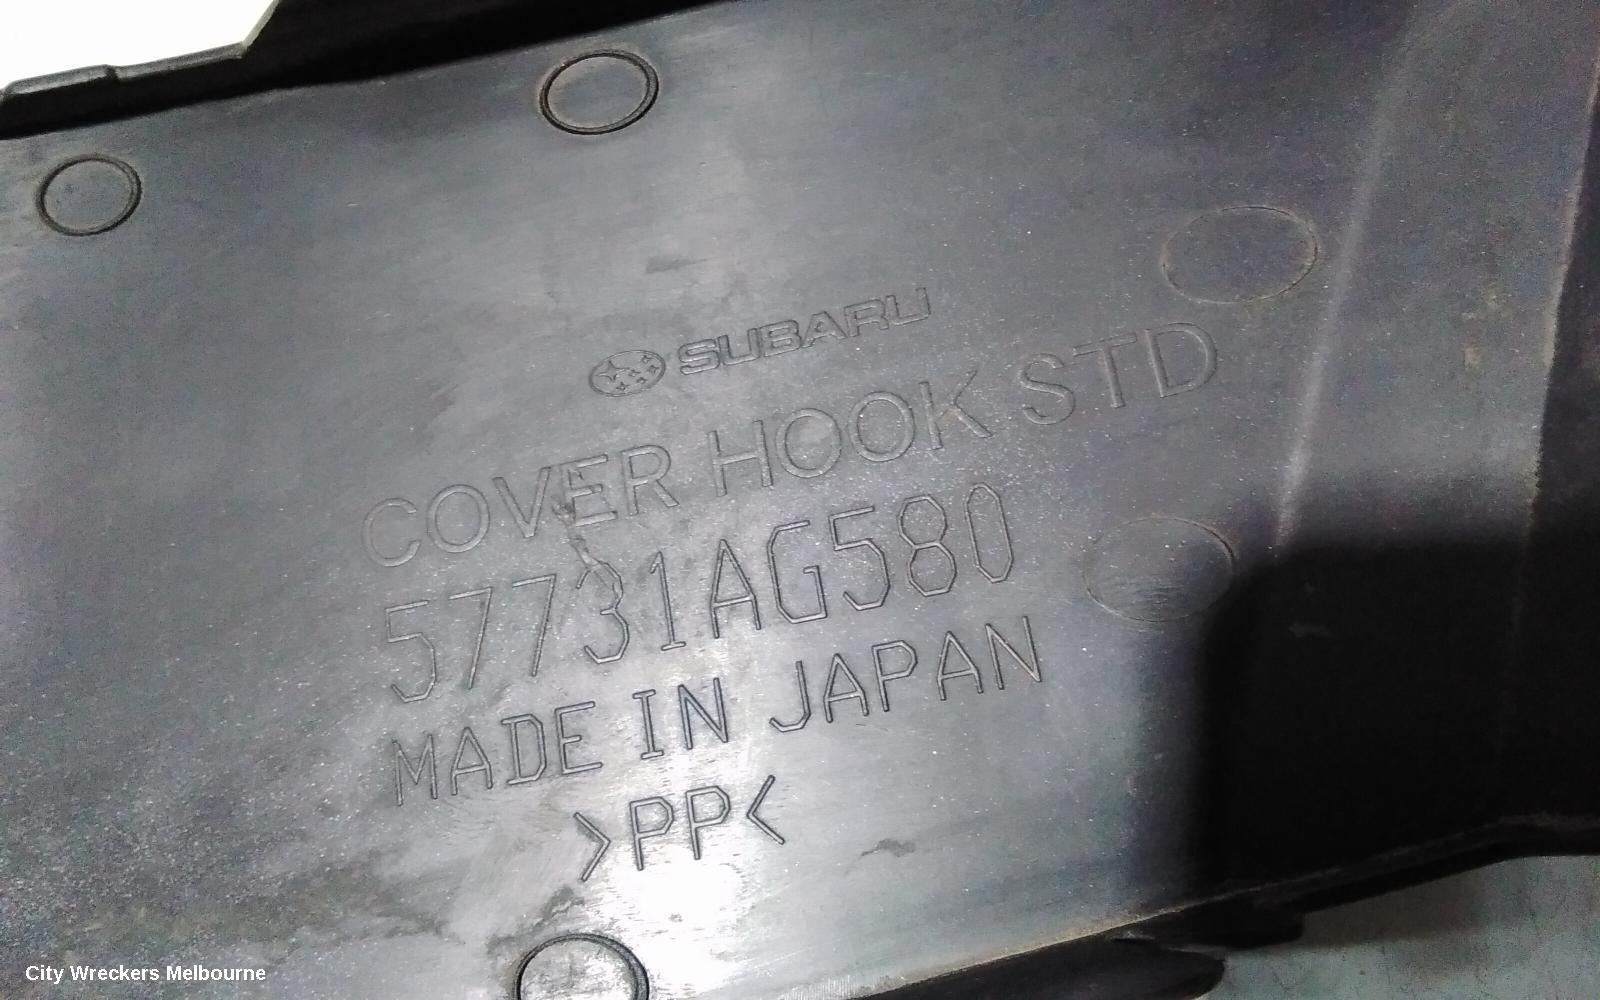 SUBARU
COVER HOOK STD
57731AG580
MADE IN JAPAN
>PP<
City Wreckers Melbourne